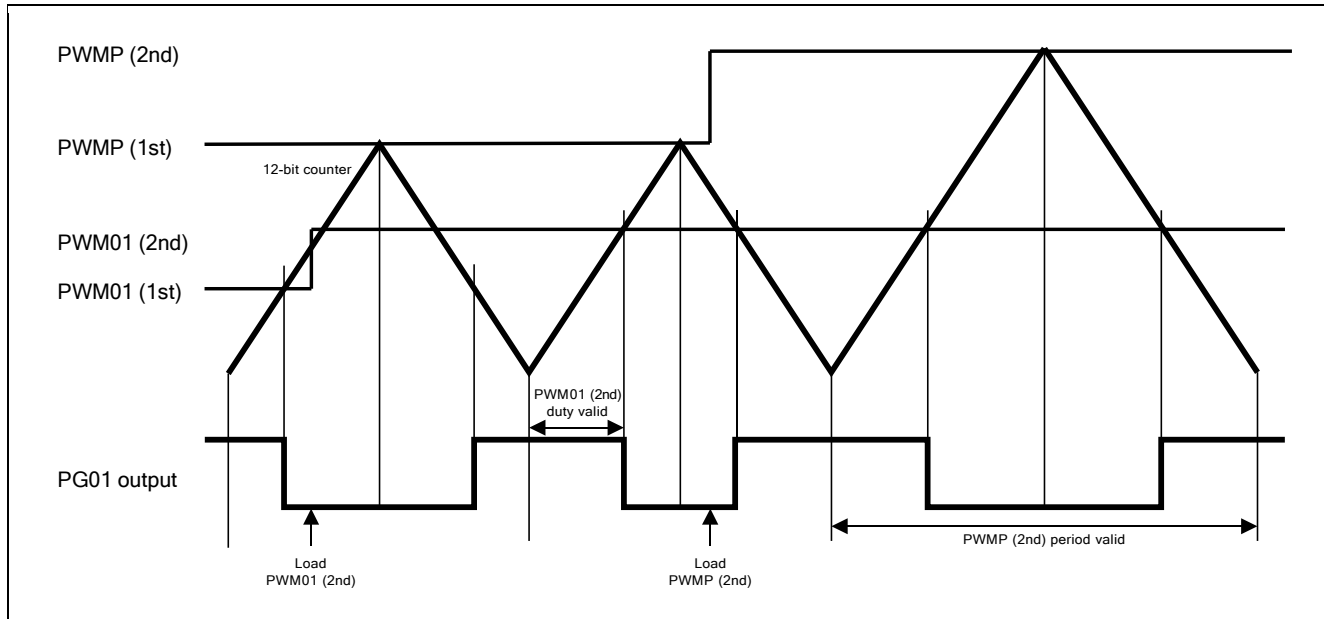 PWMP (2nd)
PWMP (1st)
12-bit counter
PWM01 (2nd)
PWM01 (1st)
PWM01 (2nd)
duty valid
PG01 output
Load
PWM01 (2nd)
Load
PWMP (2nd)
PWMP (2nd) period valid